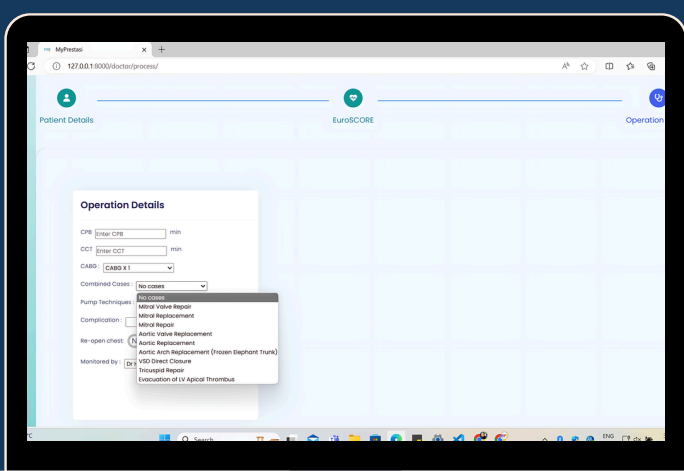 MyPrestasi
127.0.0.1:8000/doctor/process/
Patient Details
EuroSCORE
Operation
Operation Details
CPB Enter CPB min
CCT Enter CCT min
CABG : CABG X 1
Combined Cases : No cases
No cases
Mitral Valve Repair
Mitral Replacement
Mitral Repair
Aortic Valve Replacement
Aortic Replacement
Aortic Arch Replacement (Frozen Elephant Trunk)
VSD Direct Closure
Tricuspid Repair
Evacuation of LV Apical Thrombus
Pump Techniques :
Complication :
Re-open chest: N
Monitored by : Dr
Search
ENG